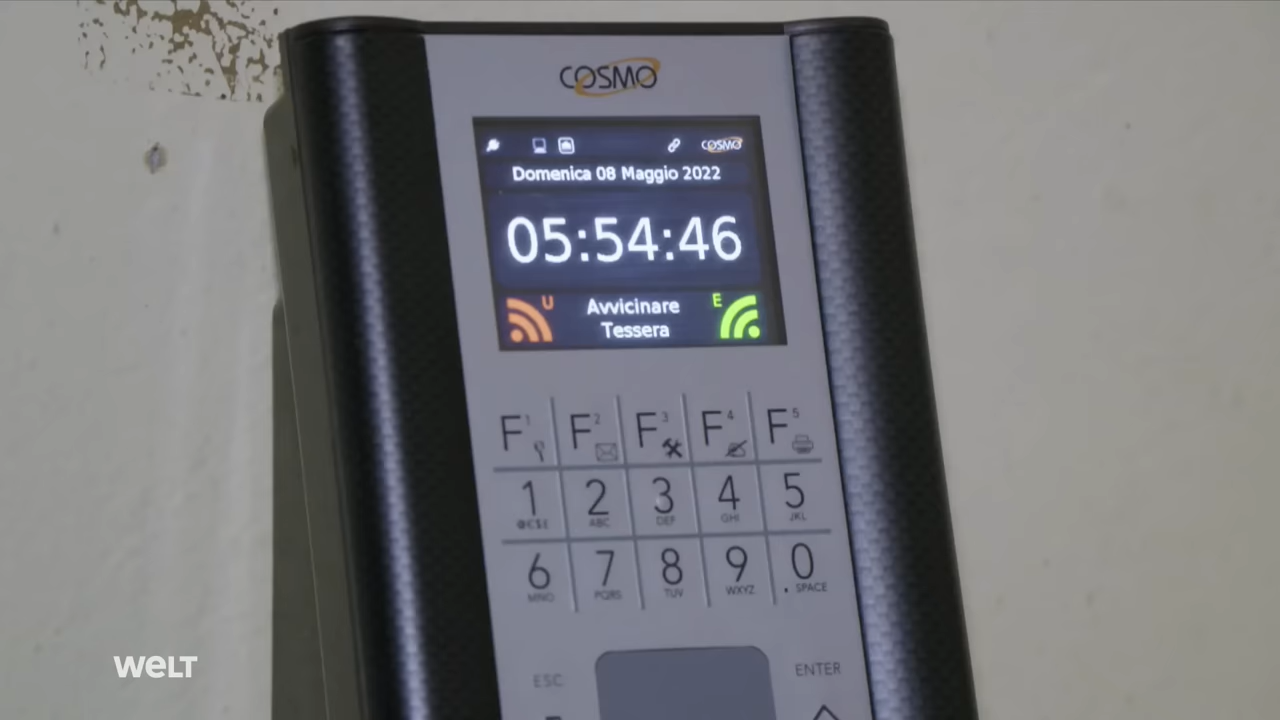 COSMO
COSMO
Domenica 08 Maggio 2022
05:54:46
U Avvicinare E
Tessera
F1 F2 F3 F4 F5
1 2 3 4 5
@€$£ ABC DEF GHI JKL
6 7 8 9 0
MNO PQRS TUV WXYZ . SPACE
ESC ENTER
WELT